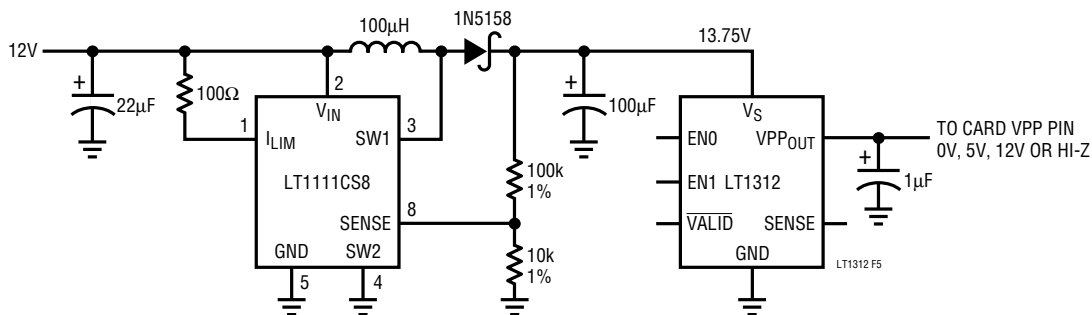 12V
+
22μF
100Ω
100μH
1N5158
13.75V
2
VIN
1
ILIM
SW1
3
LT1111CS8
SENSE
8
GND
SW2
5
4
100k
1%
10k
1%
+
100μF
VS
EN0
VPPOUT
EN1
LT1312
VALID
SENSE
GND
+
1μF
TO CARD VPP PIN
0V, 5V, 12V OR HI-Z
LT1312 F5